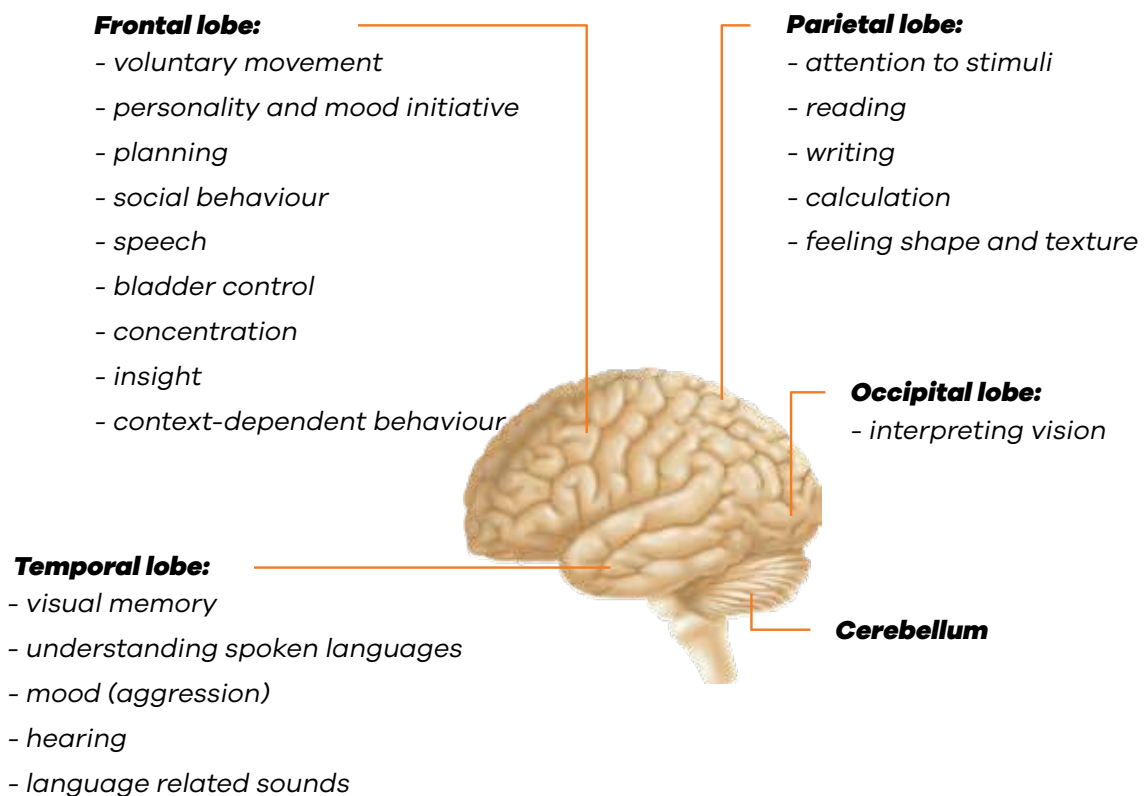 Frontal lobe:
- voluntary movement
- personality and mood initiative
- planning
- social behaviour
- speech
- bladder control
- concentration
- insight
- context-dependent behaviour
Parietal lobe:
- attention to stimuli
- reading
- writing
- calculation
- feeling shape and texture
Occipital lobe:
- interpreting vision
Temporal lobe:
- visual memory
- understanding spoken languages
- mood (aggression)
- hearing
- language related sounds
Cerebellum